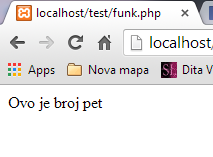 localhost/test/funk.php
localhost
Apps Nova mapa Dita V
Ovo je broj pet